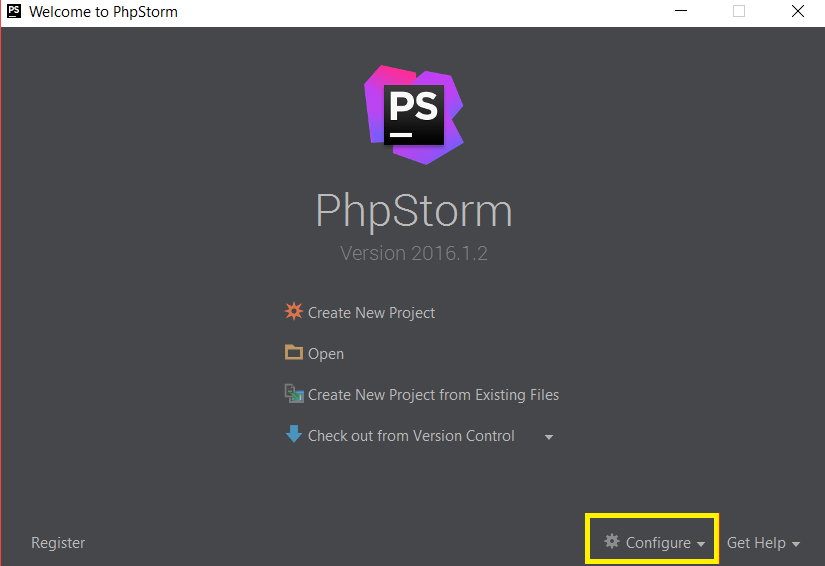 PS Welcome to PhpStorm
PS
PhpStorm
Version 2016.1.2
Create New Project
Open
Create New Project from Existing Files
Check out from Version Control
Register Configure Get Help